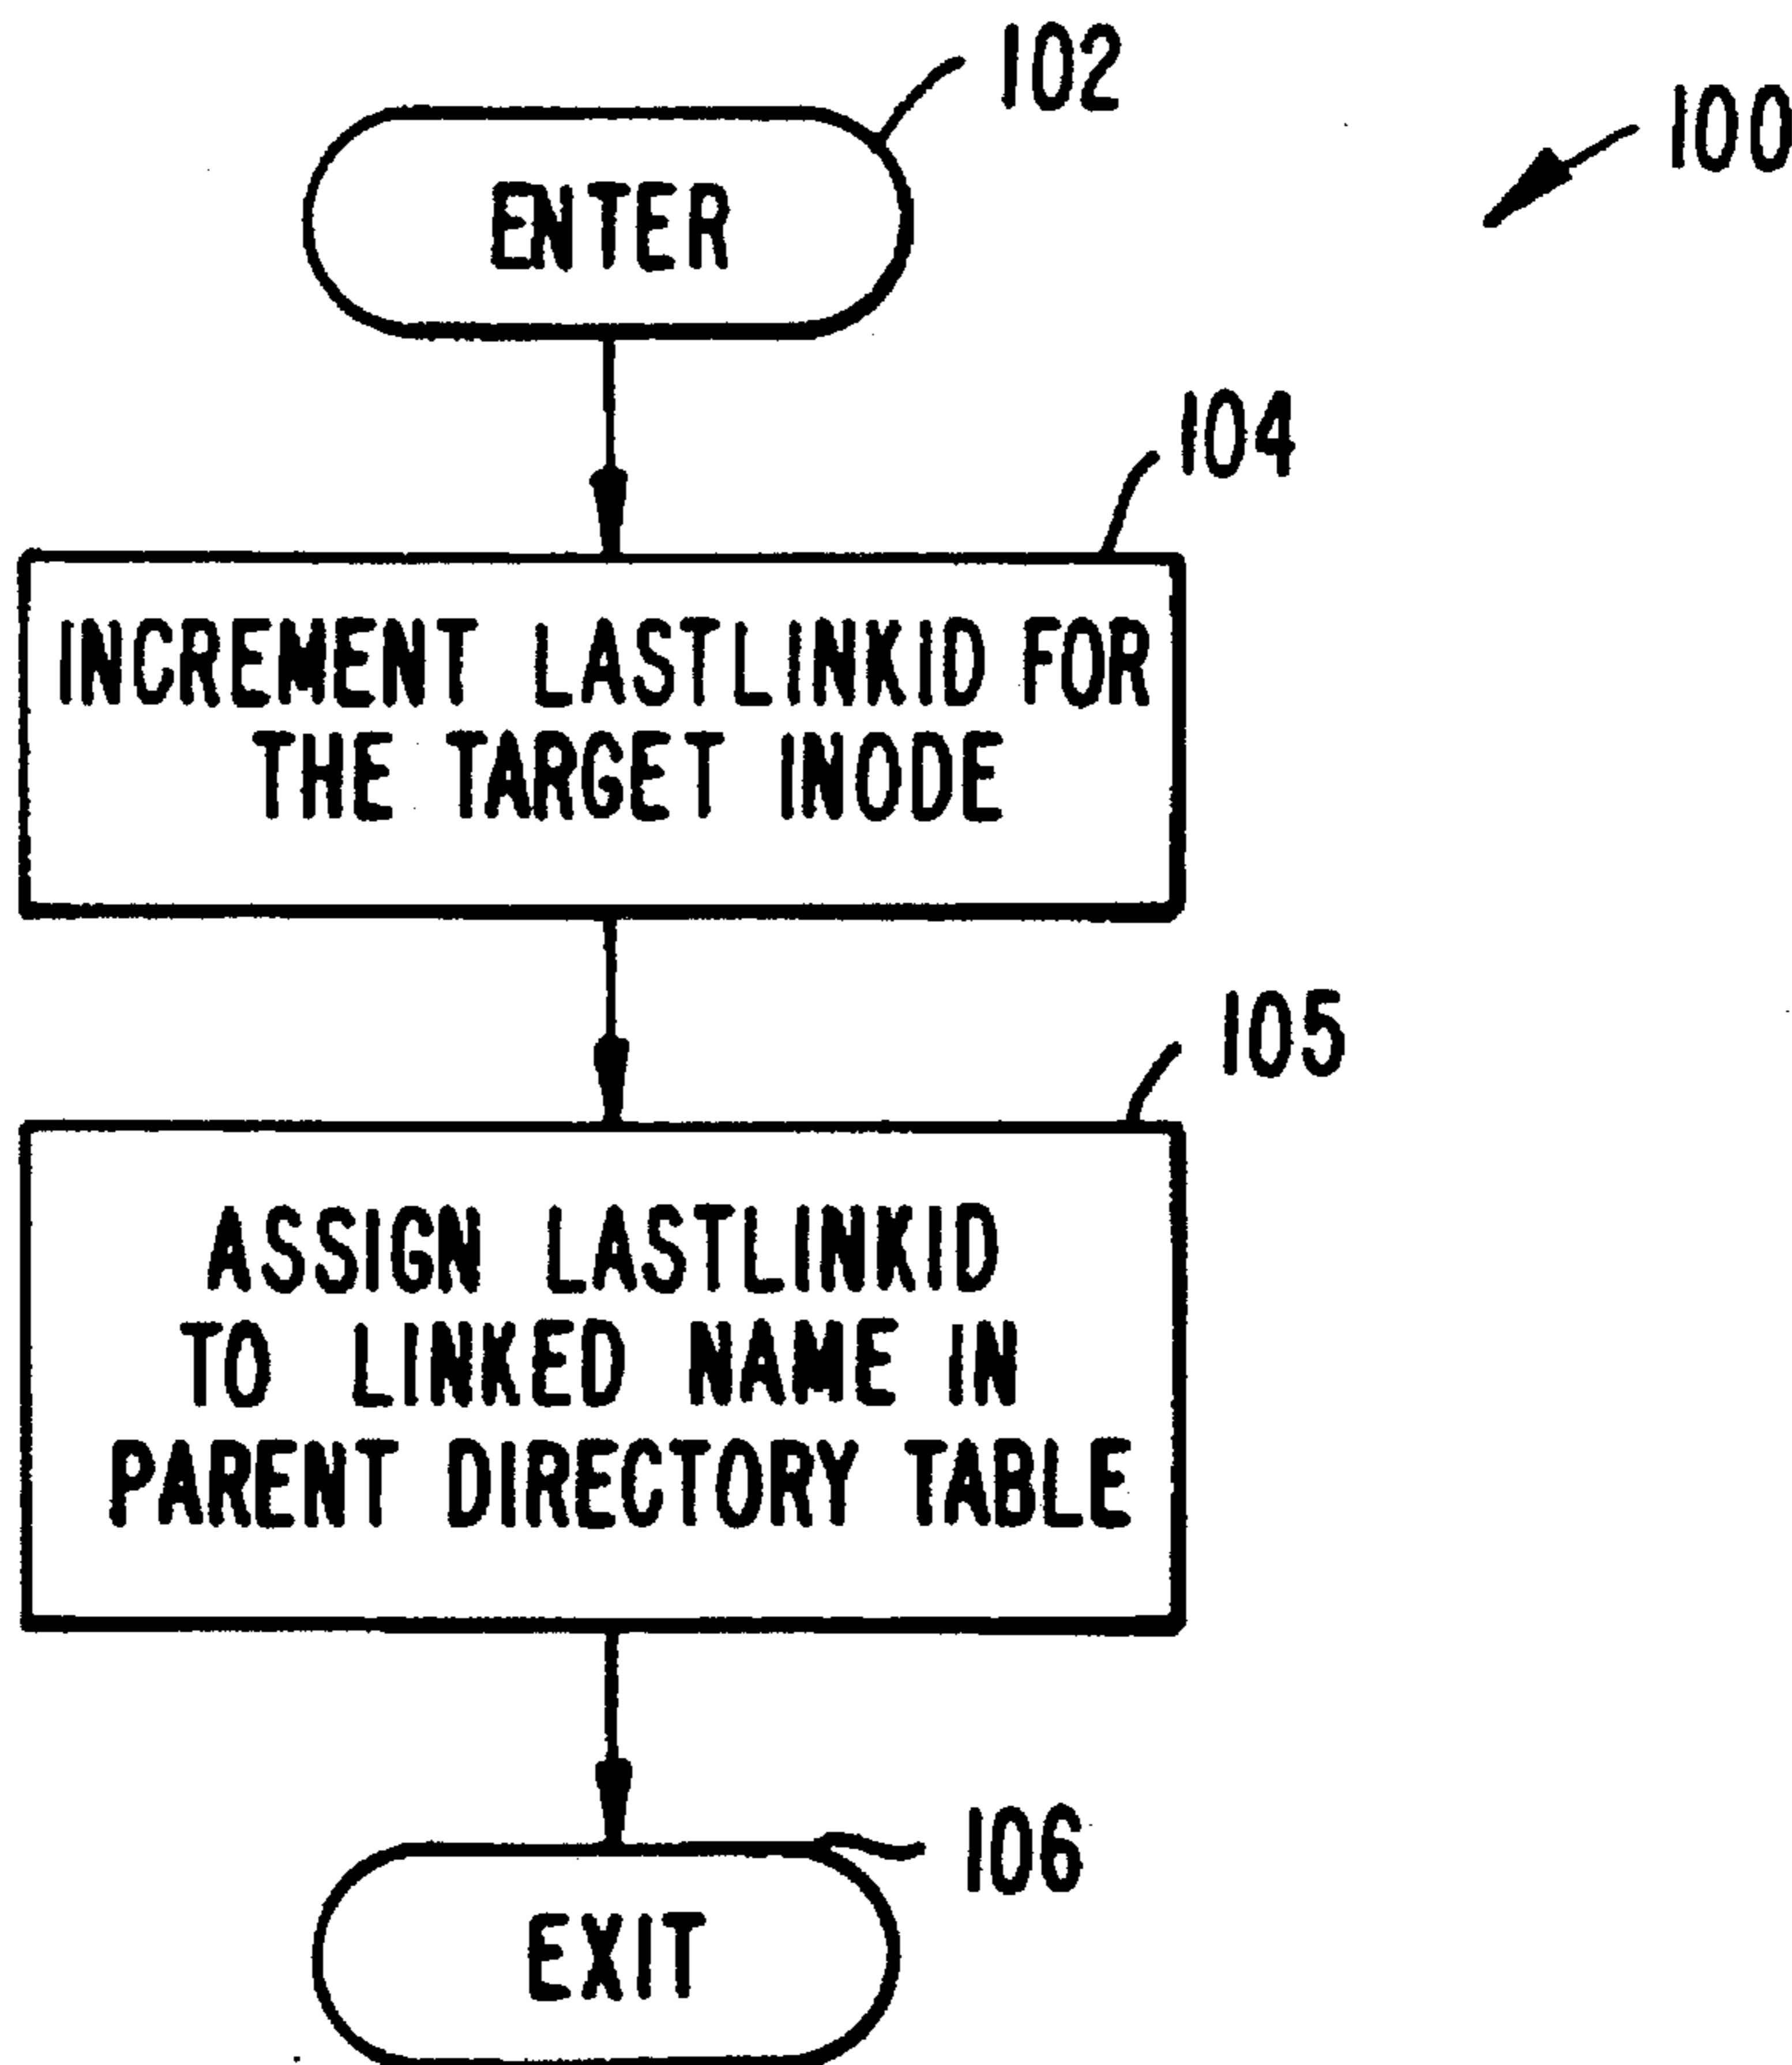 102
100
ENTER
104
INCREMENT LASTLINKID FOR
THE TARGET INODE
105
ASSIGN LASTLINKID
TO LINKED NAME IN
PARENT DIRECTORY TABLE
106
EXIT